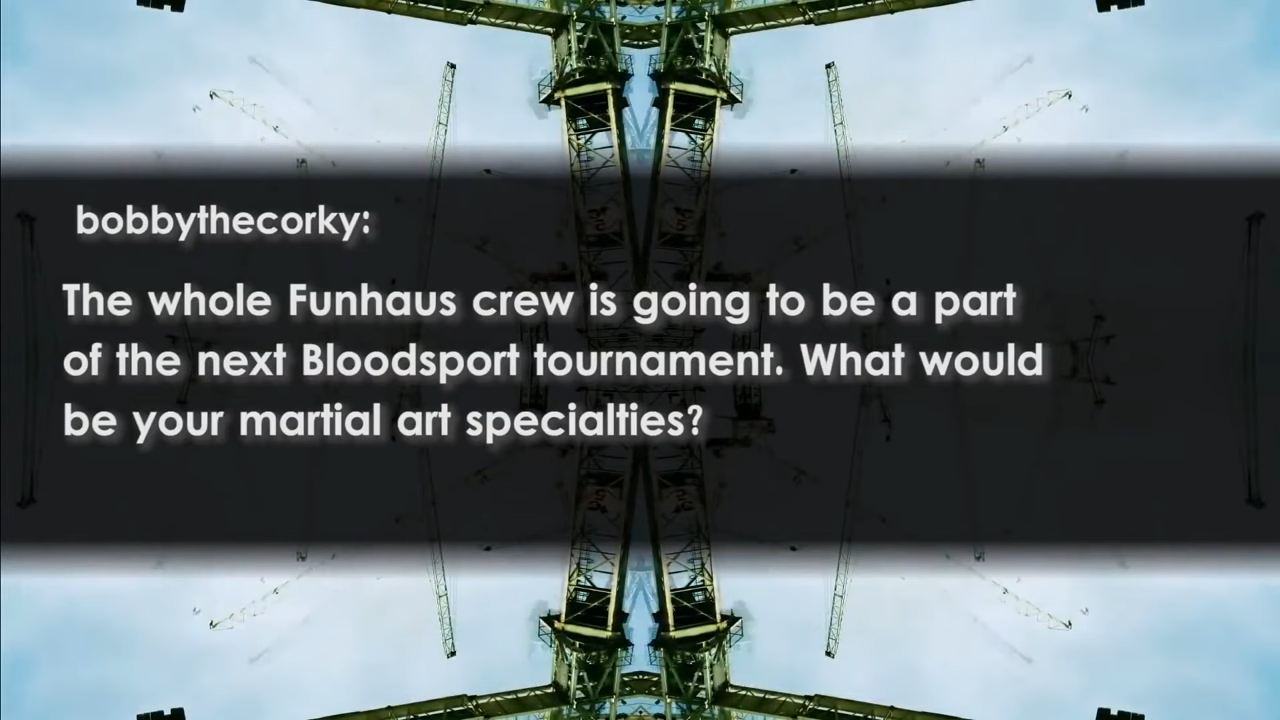 bobbythecorky:
The whole Funhaus crew is going to be a part
of the next Bloodsport tournament. What would
be your martial art specialties?